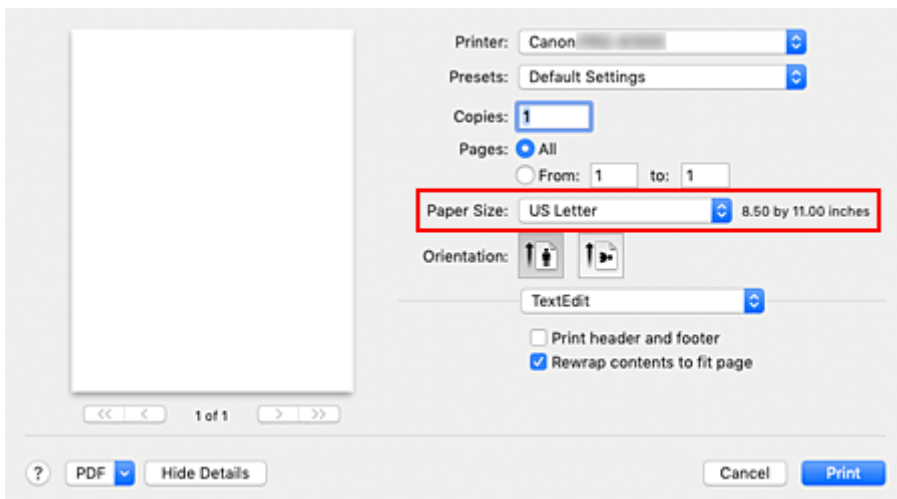 Printer: Canon
Presets: Default Settings
Copies: 1
Pages: All
From: 1 to: 1
Paper Size: US Letter 8.50 by 11.00 inches
Orientation:
TextEdit
Print header and footer
Rewrap contents to fit page
<< < 1 of 1 > >>
? PDF Hide Details Cancel Print